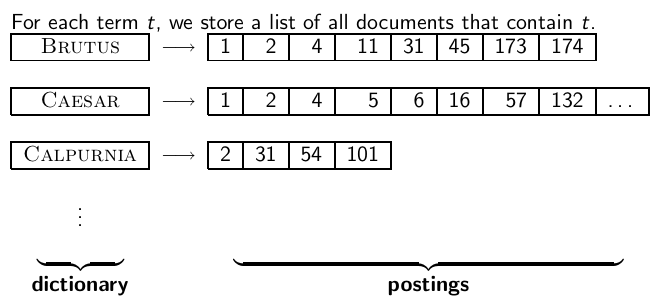 For each term t, we store a list of all documents that contain t.
BRUTUS ⟶ 1 2 4 11 31 45 173 174
CAESAR ⟶ 1 2 4 5 6 16 57 132 ...
CALPURNIA ⟶ 2 31 54 101
⋮
dictionary postings